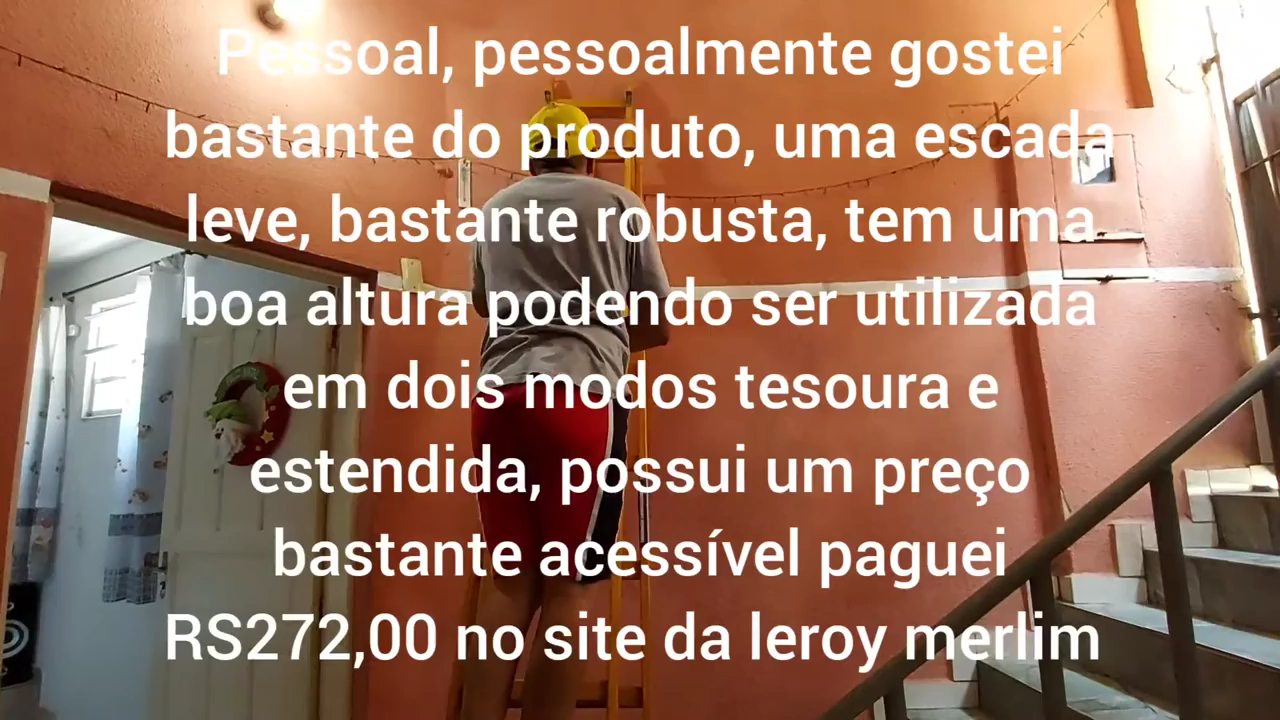 Pessoal, pessoalmente gostei
bastante do produto, uma escada
leve, bastante robusta, tem uma
boa altura podendo ser utilizada
em dois modos tesoura e
estendida, possui um preço
bastante acessível paguei
RS272,00 no site da leroy merlim